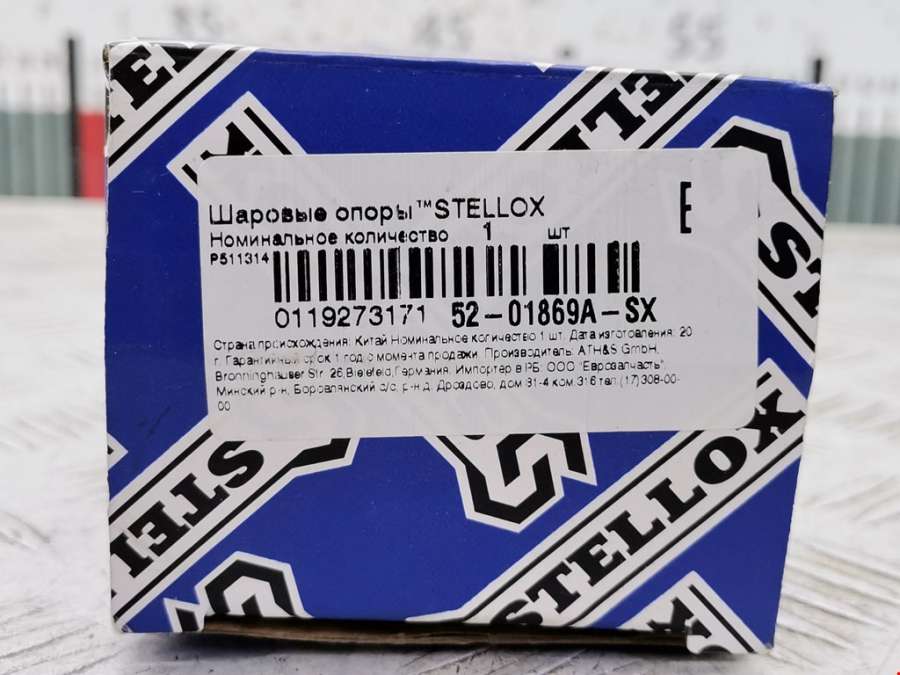 STELLOX
Шаровые опоры™STELLOX
E
Номинальное количество 1 шт
P511314
0119273171 52-01869A-SX
Страна происхождения: Китай Номинальное количество 1 шт. Дата изготовления: 20
г. Гарантийный срок 1 год с момента продажи. Производитель: ATH&S GmbH,
Bronninghauser Str. 26,Bielefeld,Германия. Импортер в РБ: ООО "Еврозапчасть",
Минский р-н, Боровлянский с/с, р-н д. Дроздово, дом 31-4 ком.316 тел.(17)308-00-
00
STEL
STELLOX